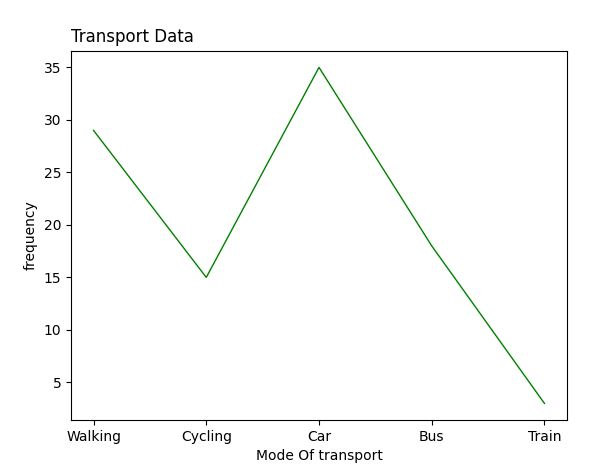 Transport Data
35
30
25
20
15
10
5
frequency
Walking Cycling Car Bus Train
Mode Of transport